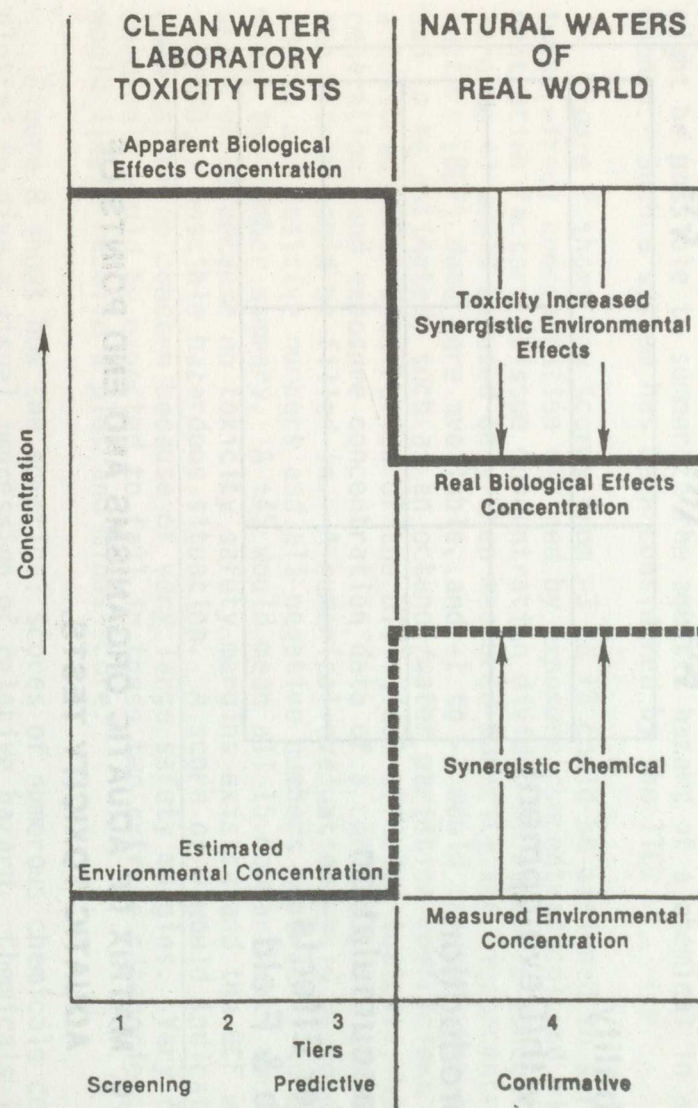 CLEAN WATER
LABORATORY
TOXICITY TESTS
NATURAL WATERS
OF
REAL WORLD
Apparent Biological
Effects Concentration
Toxicity Increased
Synergistic Environmental
Effects
Real Biological Effects
Concentration
Concentration
Synergistic Chemical
Estimated
Environmental Concentration
Measured Environmental
Concentration
1 2 3 4
Tiers
Screening Predictive Confirmative